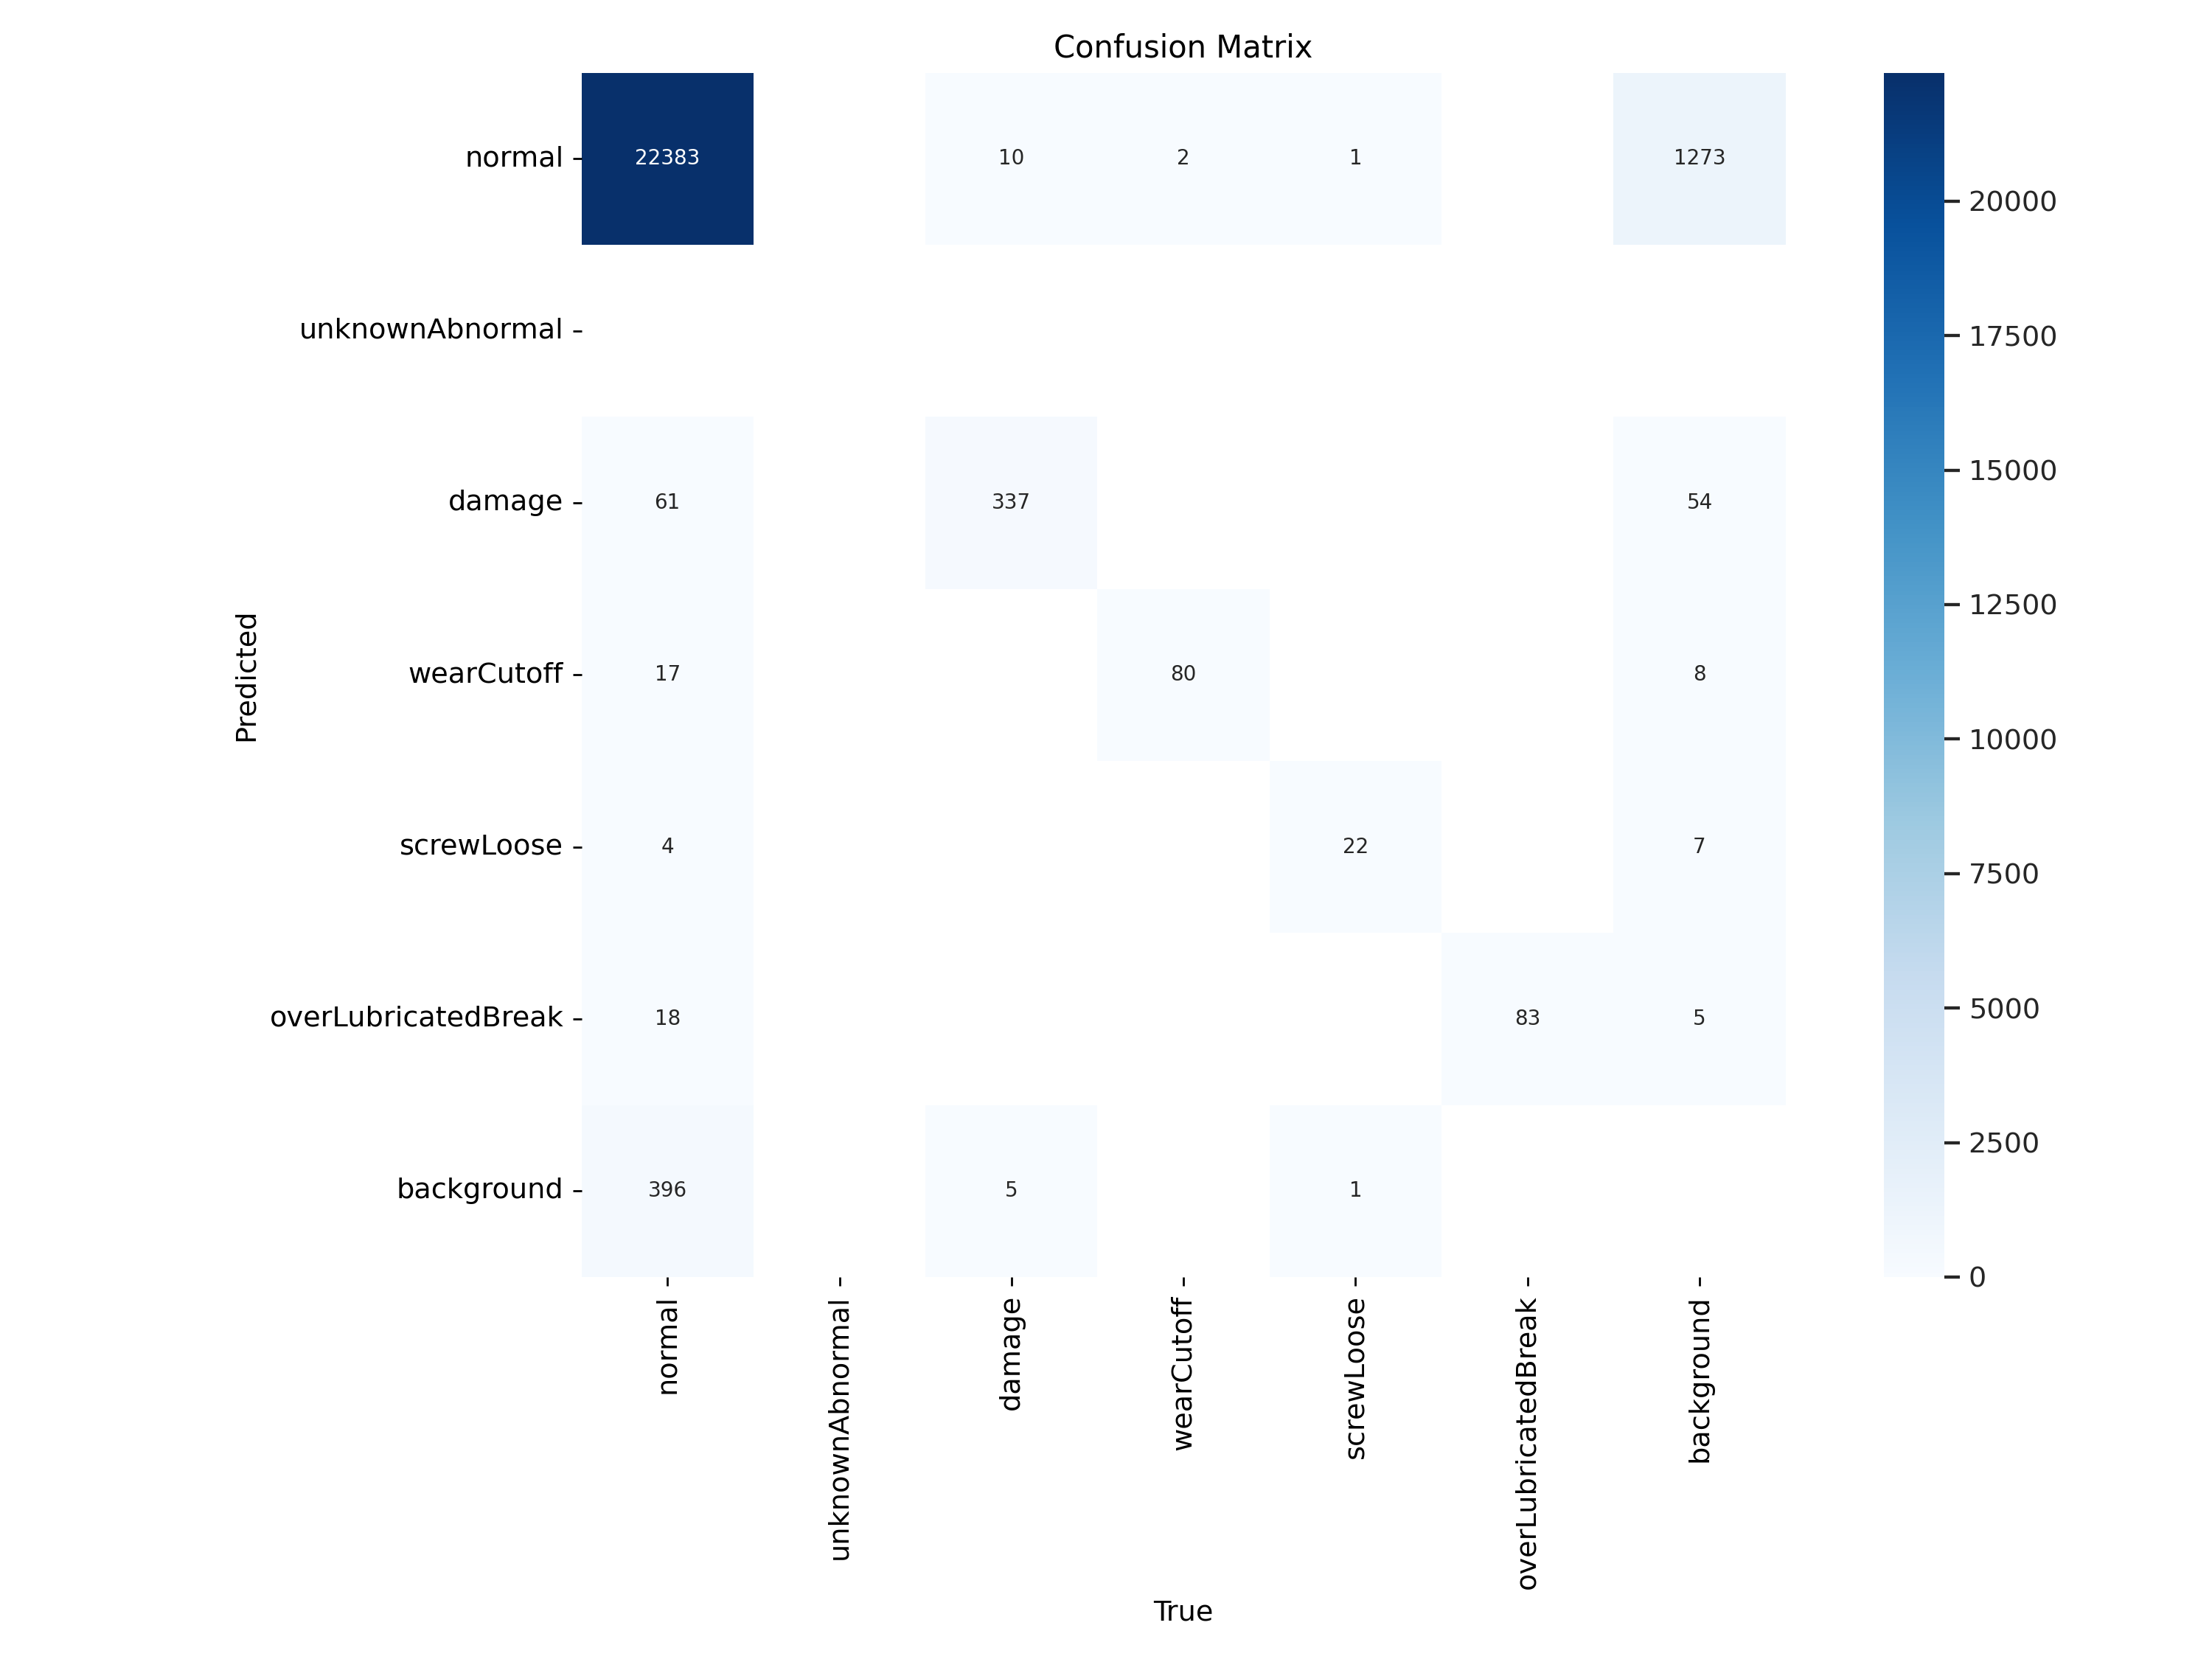 Confusion Matrix
normal
22383
10
2
1
1273
unknownAbnormal
damage
61
337
54
wearCutoff
17
80
8
screwLoose
4
22
7
overLubricatedBreak
18
83
5
background
396
5
1
Predicted
normal
unknownAbnormal
damage
wearCutoff
screwLoose
overLubricatedBreak
background
True
20000
17500
15000
12500
10000
7500
5000
2500
0